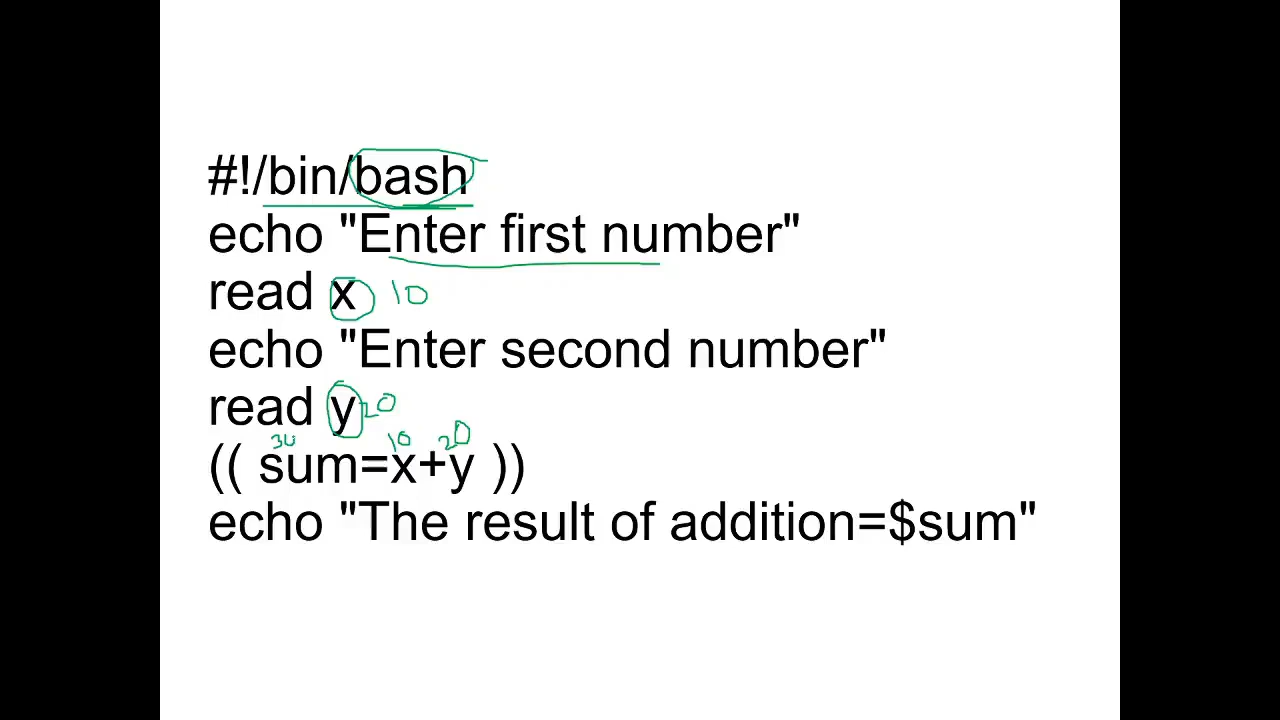 #!/bin/bash
echo "Enter first number"
read x 10
echo "Enter second number"
read y 20
30 10 20
(( sum=x+y ))
echo "The result of addition=$sum"